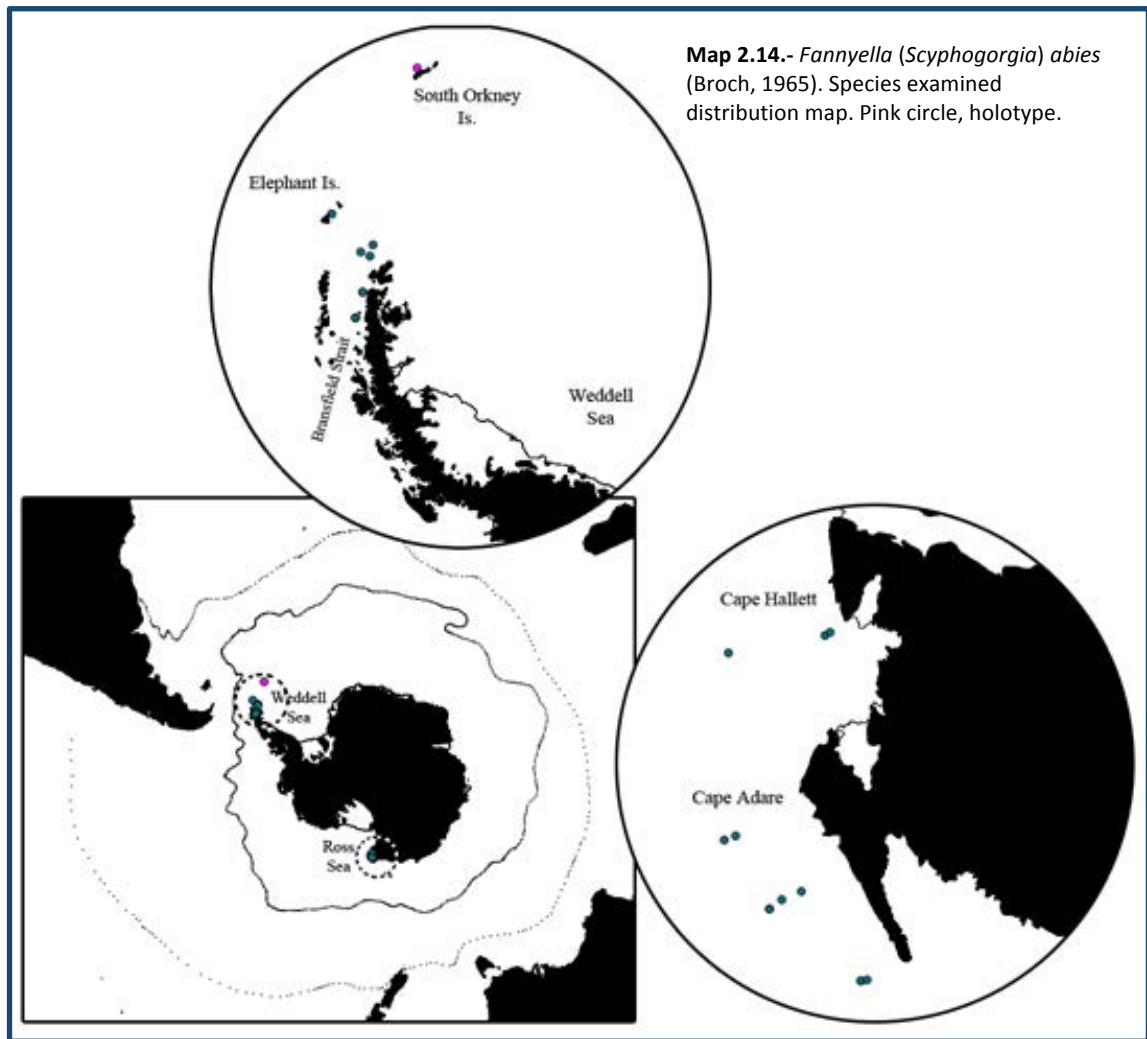 Map 2.14.- Fannyella (Scyphogorgia) abies
(Broch, 1965). Species examined
distribution map. Pink circle, holotype.
South Orkney
Is.
Elephant Is.
Bransfield Strait
Weddell
Sea
Weddell
Sea
Ross
Sea
Cape Hallett
Cape Adare